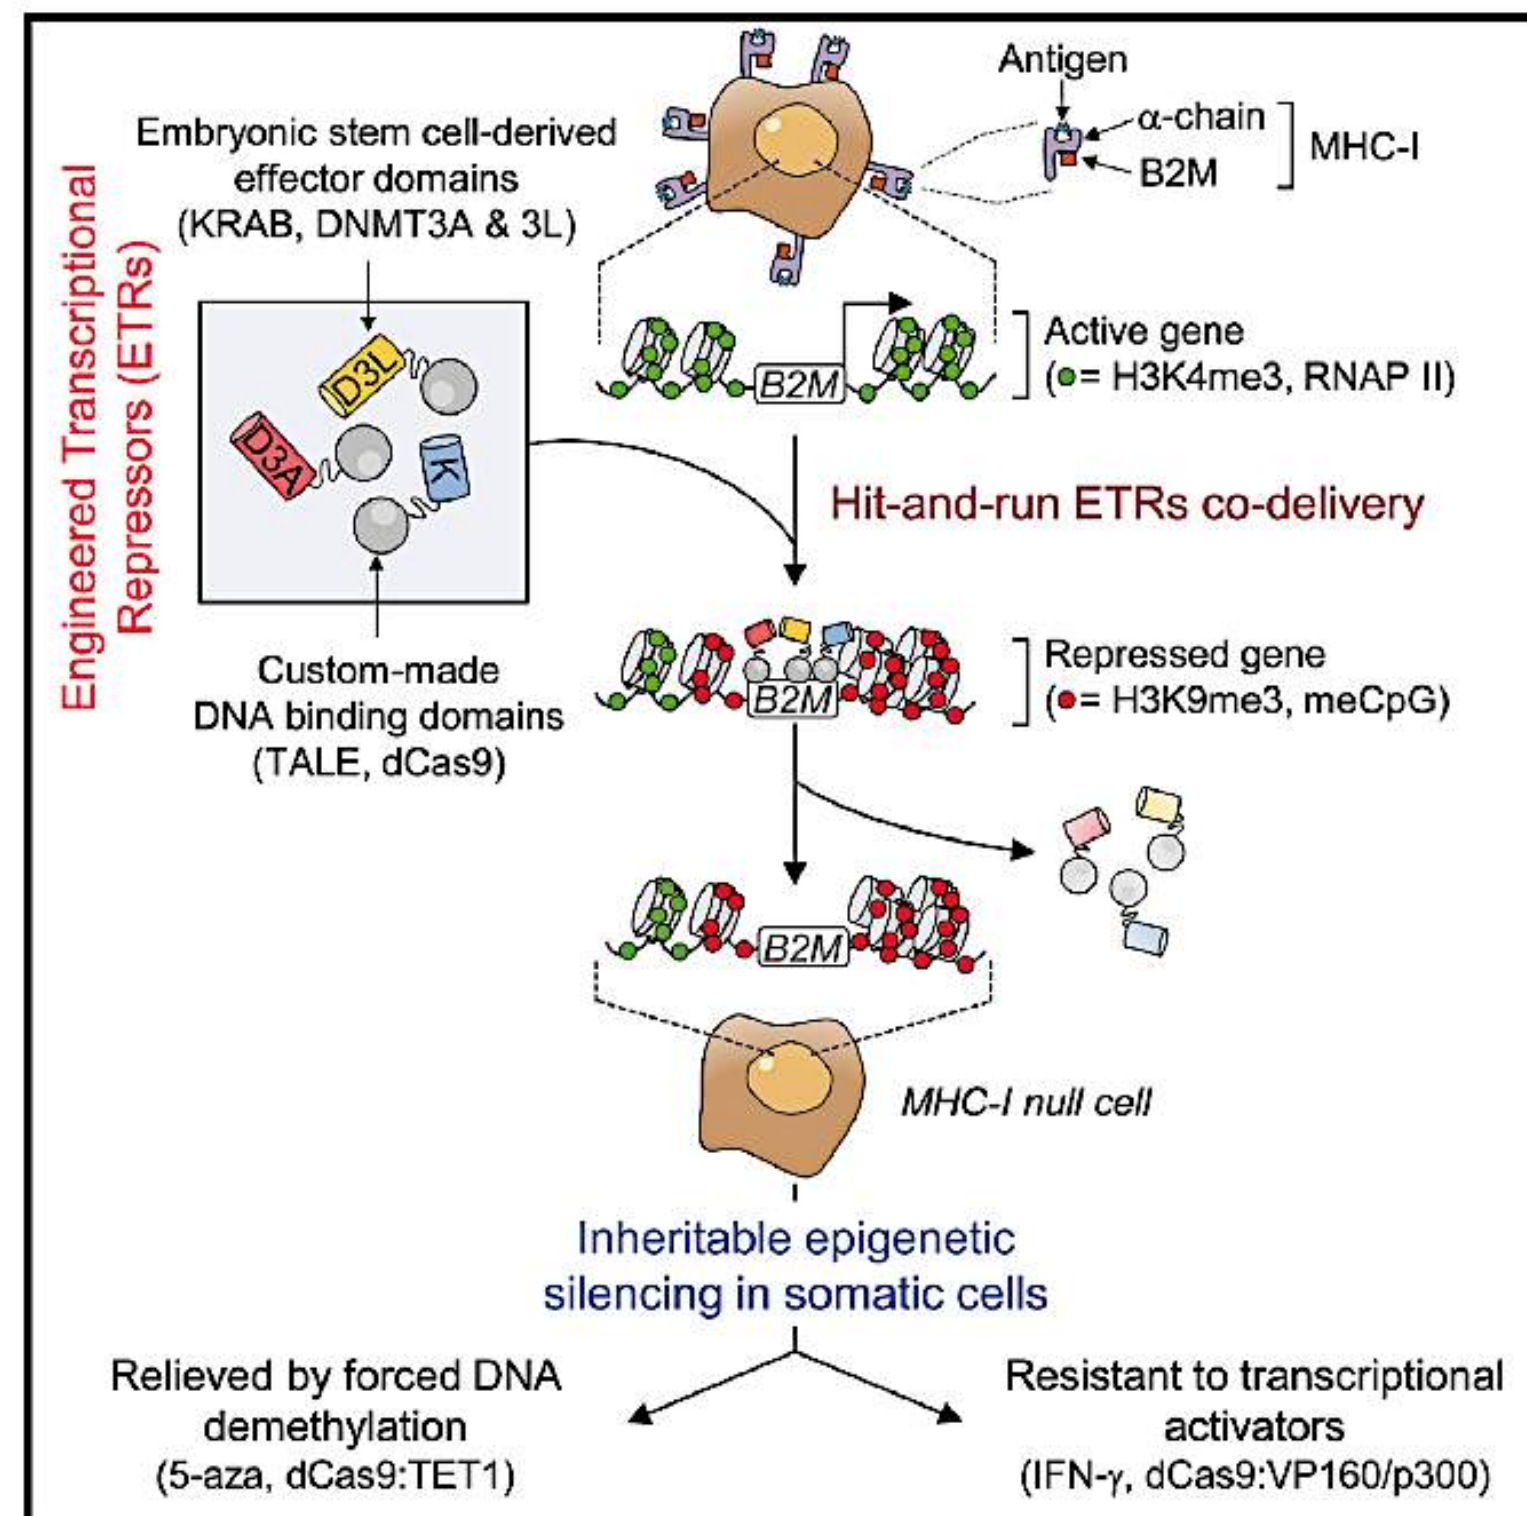 Antigen
α-chain
B2M
MHC-I
Embryonic stem cell-derived
effector domains
(KRAB, DNMT3A & 3L)
Engineered Transcriptional
Repressors (ETRs)
D3L
D3A
K
B2M
Active gene
(= H3K4me3, RNAP II)
Hit-and-run ETRs co-delivery
Custom-made
DNA binding domains
(TALE, dCas9)
B2M
Repressed gene
(= H3K9me3, meCpG)
B2M
MHC-I null cell
Inheritable epigenetic
silencing in somatic cells
Relieved by forced DNA
demethylation
(5-aza, dCas9:TET1)
Resistant to transcriptional
activators
(IFN-γ, dCas9:VP160/p300)